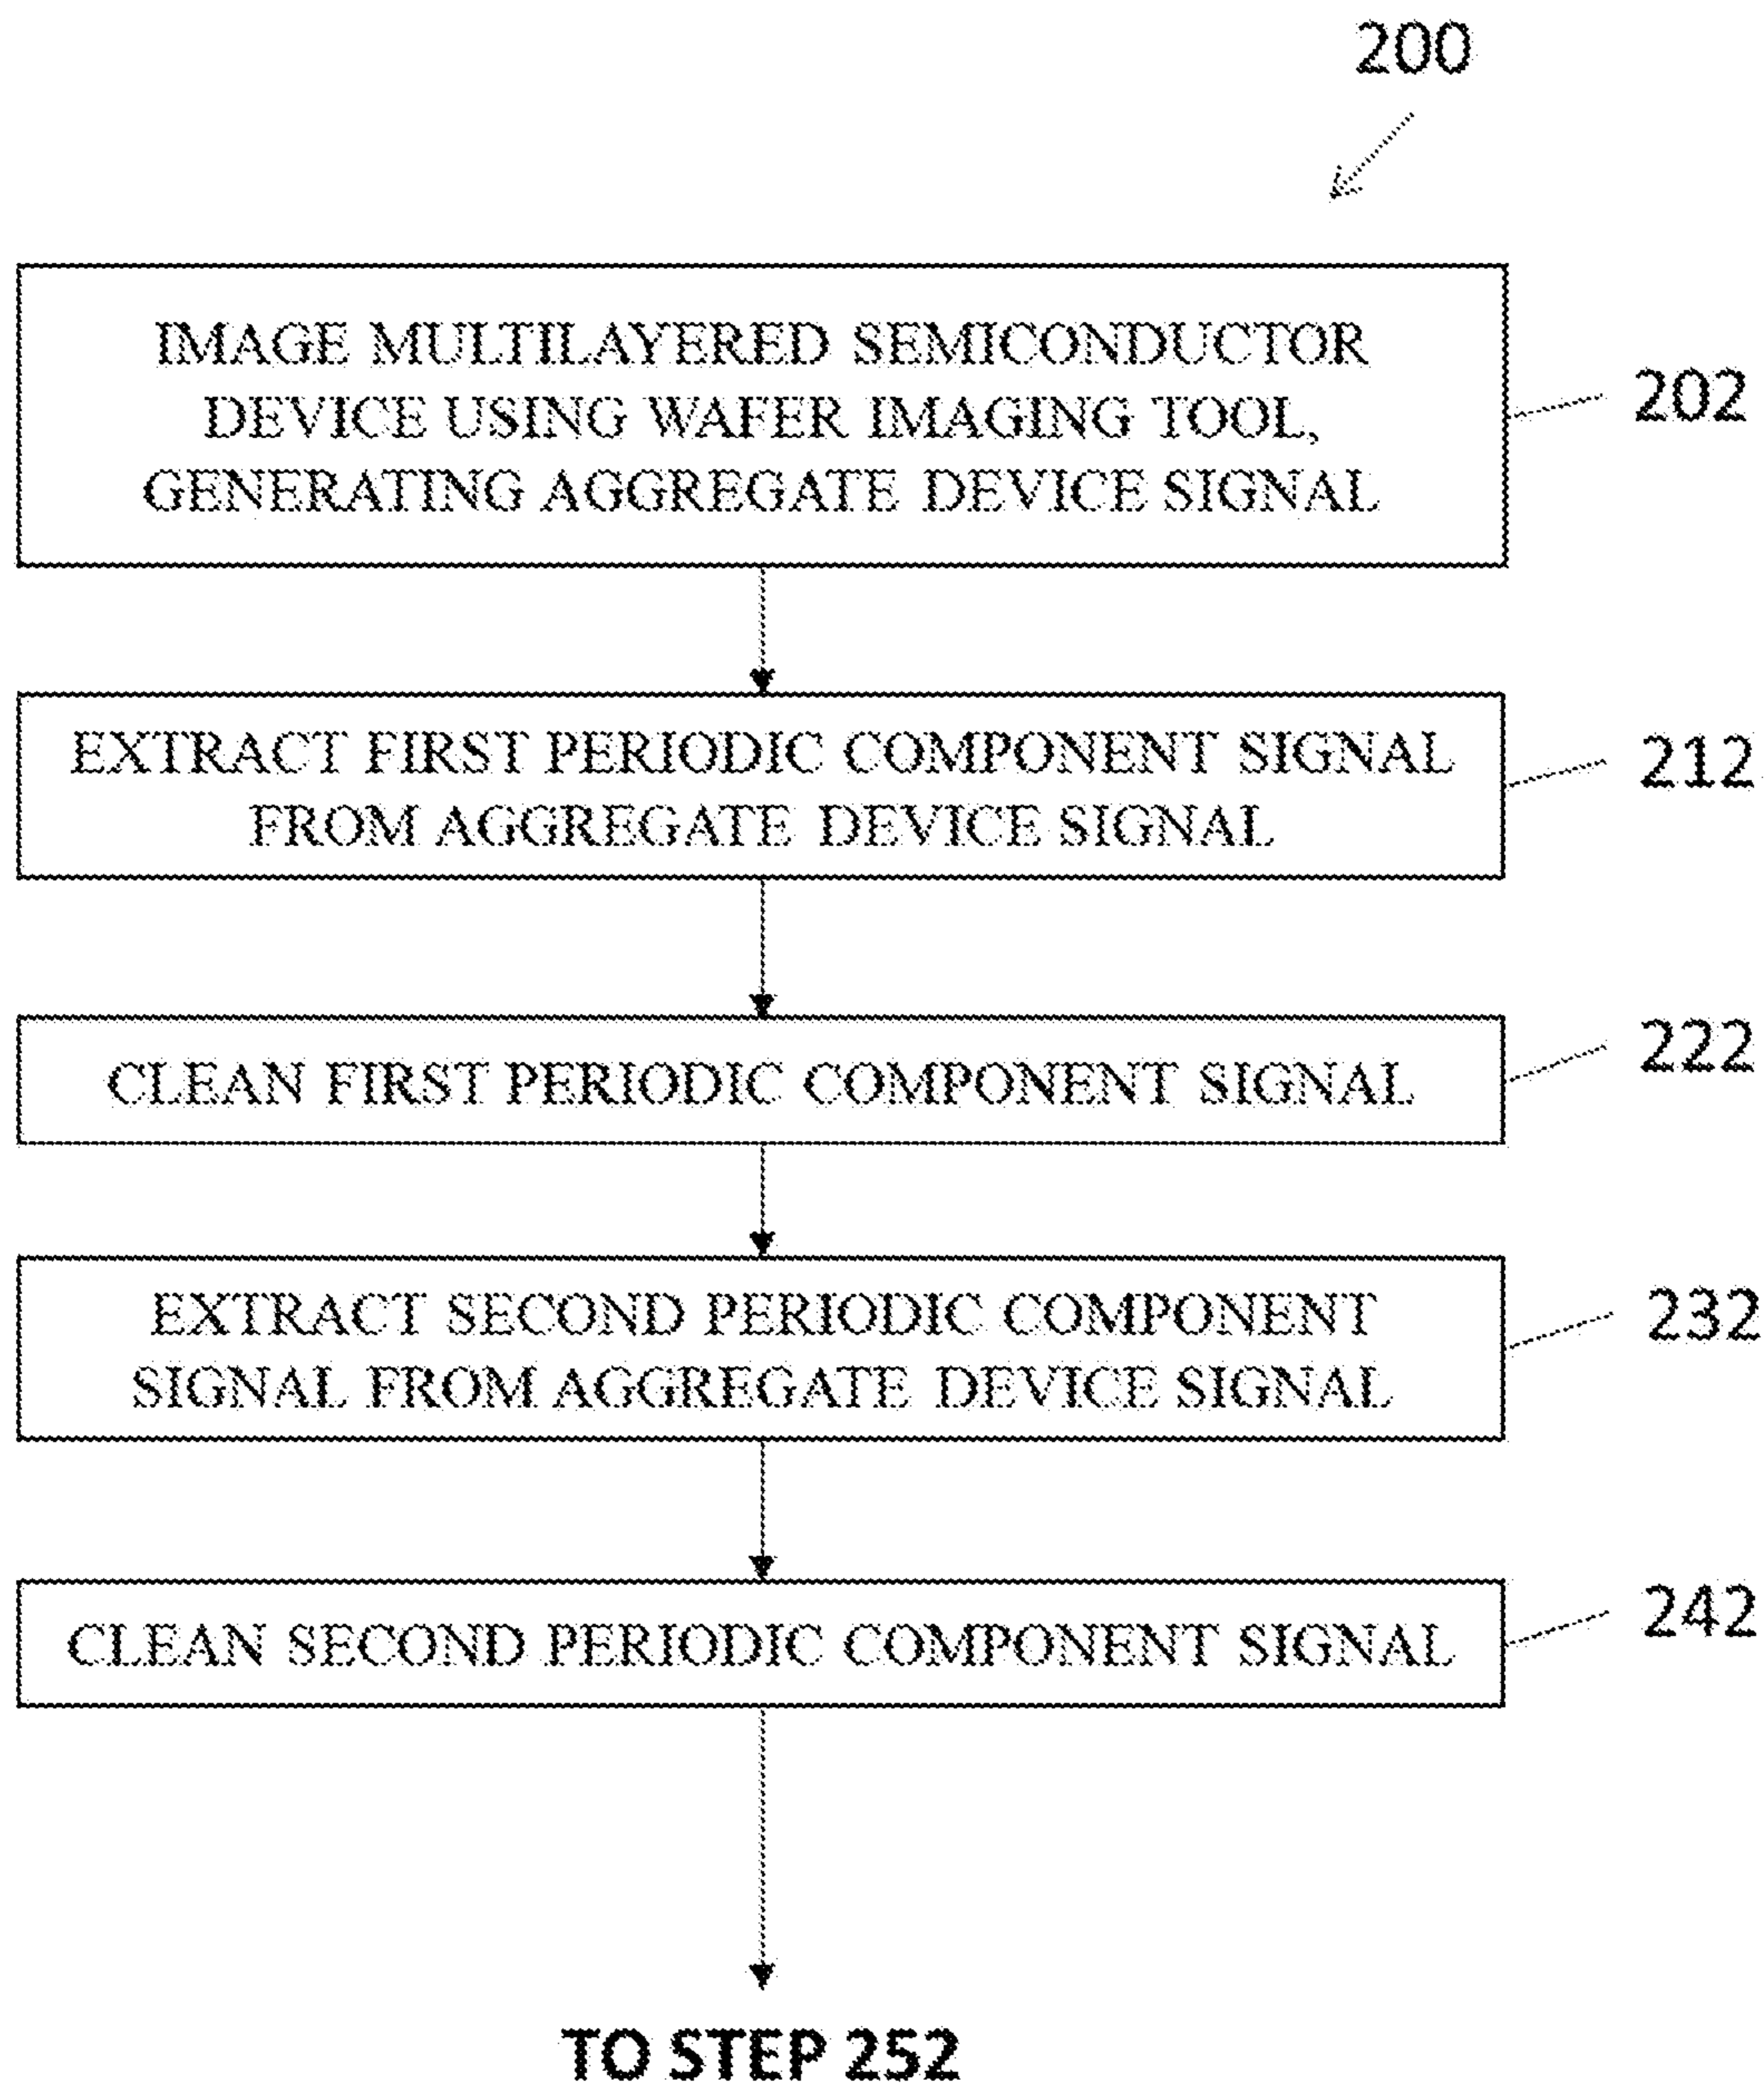 200
IMAGE MULTILAYERED SEMICONDUCTOR
DEVICE USING WAFER IMAGING TOOL,
GENERATING AGGREGATE DEVICE SIGNAL
202
EXTRACT FIRST PERIODIC COMPONENT SIGNAL
FROM AGGREGATE DEVICE SIGNAL
212
CLEAN FIRST PERIODIC COMPONENT SIGNAL
222
EXTRACT SECOND PERIODIC COMPONENT
SIGNAL FROM AGGREGATE DEVICE SIGNAL
232
CLEAN SECOND PERIODIC COMPONENT SIGNAL
242
TO STEP 252